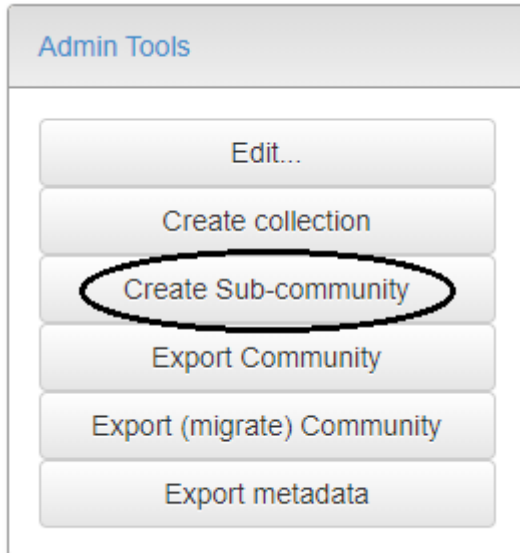 Admin Tools
Edit...
Create collection
Create Sub-community
Export Community
Export (migrate) Community
Export metadata